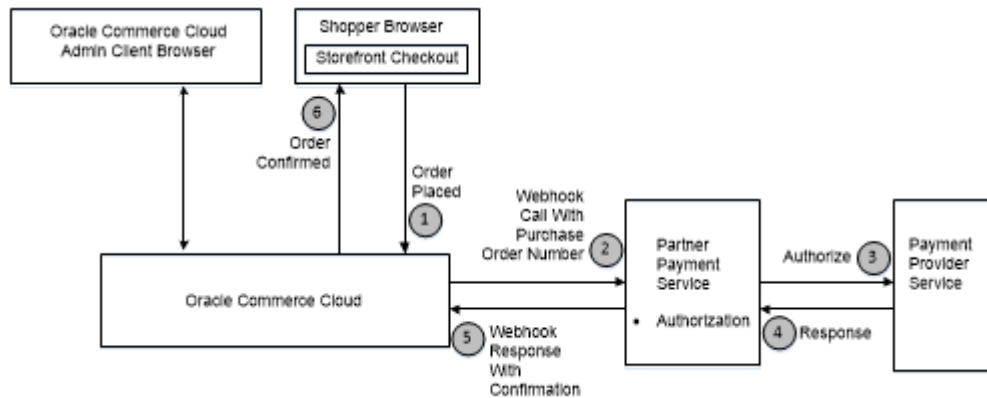 Oracle Commerce Cloud
Admin Client Browser
Shopper Browser
Storefront Checkout
6
Order
Confirmed
Order
Placed
1
Webhook
Call With
Purchase
Order Number
2
Partner
Payment
Service
• Authorization
Authorize
3
Payment
Provider
Service
Oracle Commerce Cloud
5
Webhook
Response
With
Confirmation
4
Response